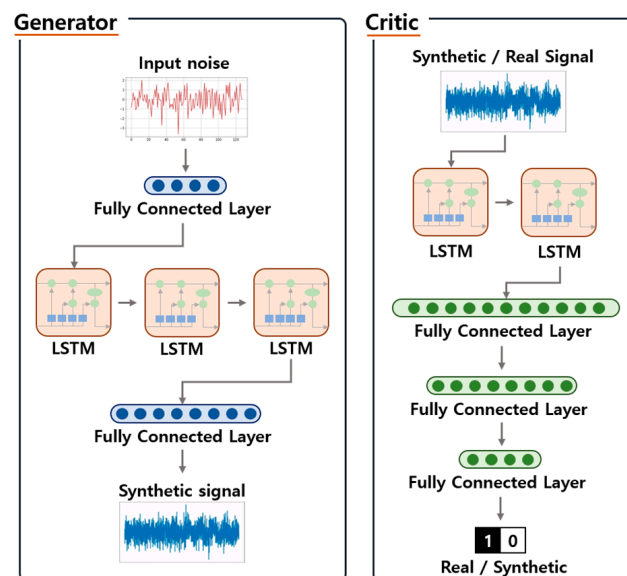 Generator
Input noise
Fully Connected Layer
LSTM
LSTM
LSTM
Fully Connected Layer
Synthetic signal
Critic
Synthetic / Real Signal
LSTM
LSTM
Fully Connected Layer
Fully Connected Layer
Fully Connected Layer
1 0
Real / Synthetic